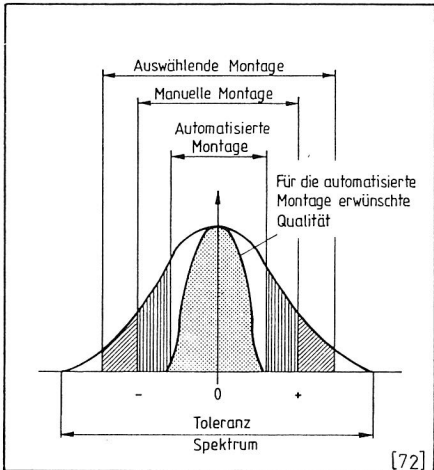 Auswählende Montage
Manuelle Montage
Automatisierte
Montage
Für die automatisierte
Montage erwünschte
Qualität
- 0 +
Toleranz
Spektrum
[72]